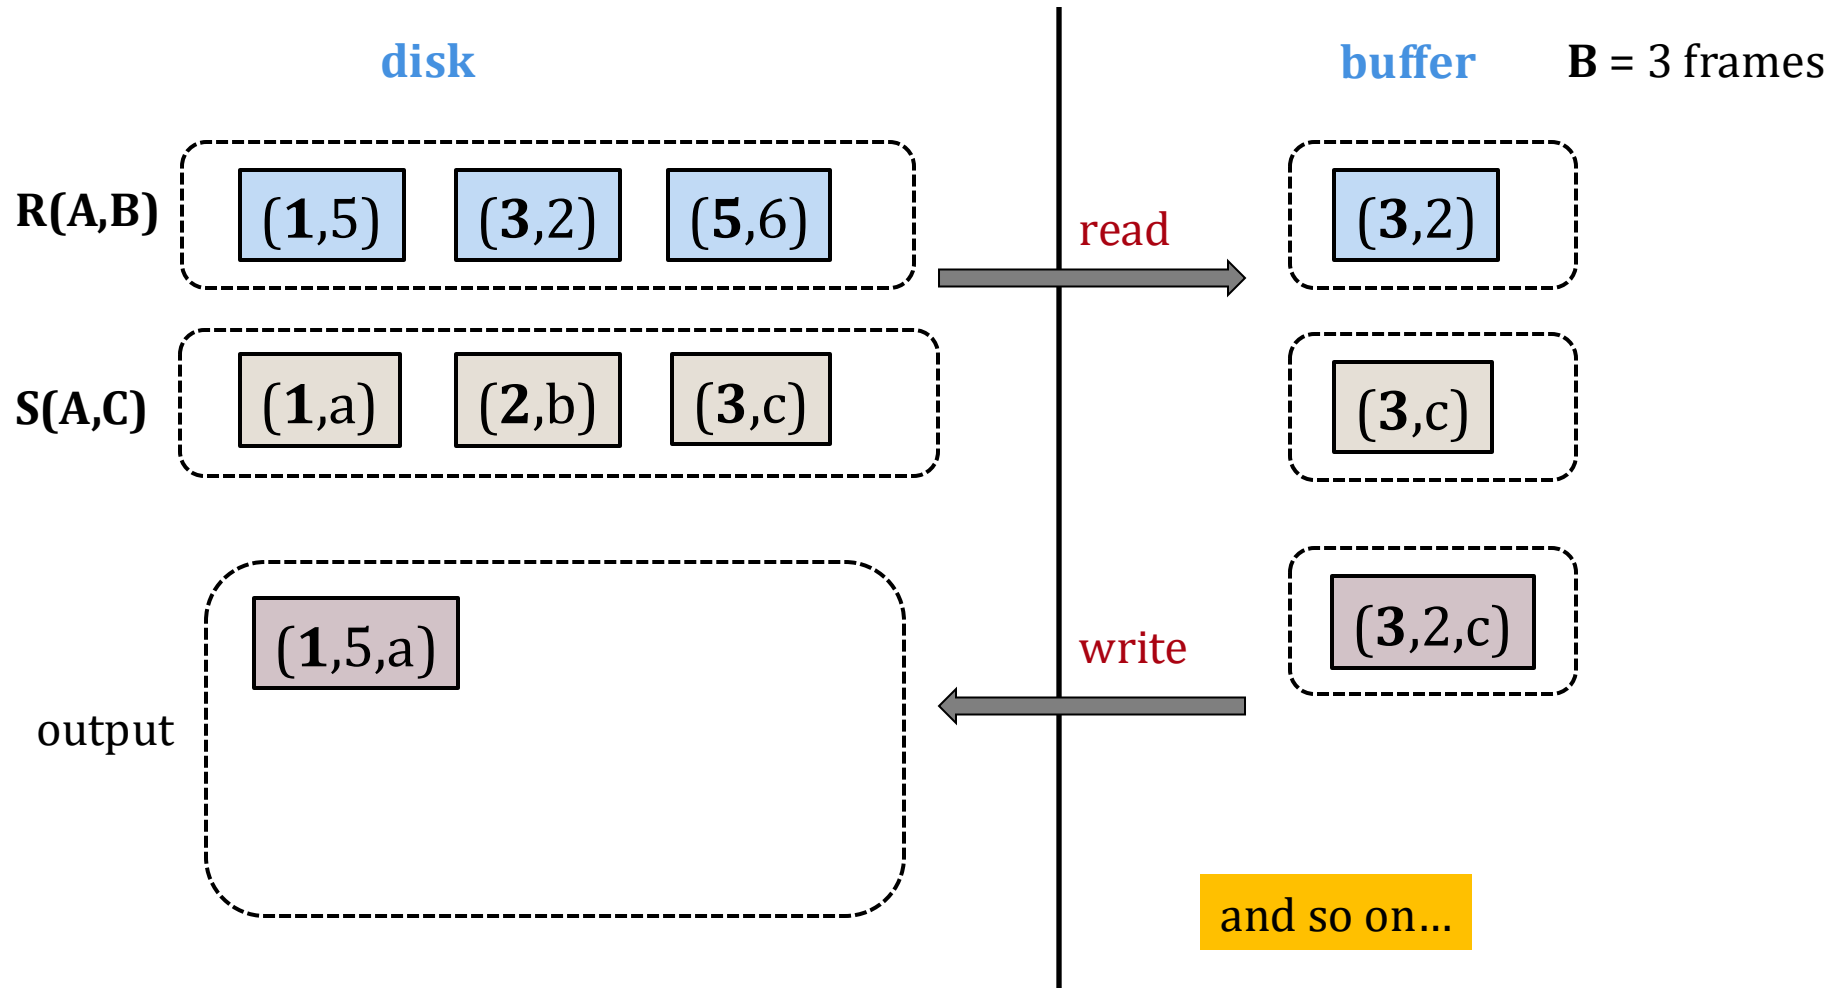 disk
buffer
B = 3 frames
R(A,B)
(1,5)
(3,2)
(5,6)
read
(3,2)
S(A,C)
(1,a)
(2,b)
(3,c)
(3,c)
output
(1,5,a)
write
(3,2,c)
and so on...